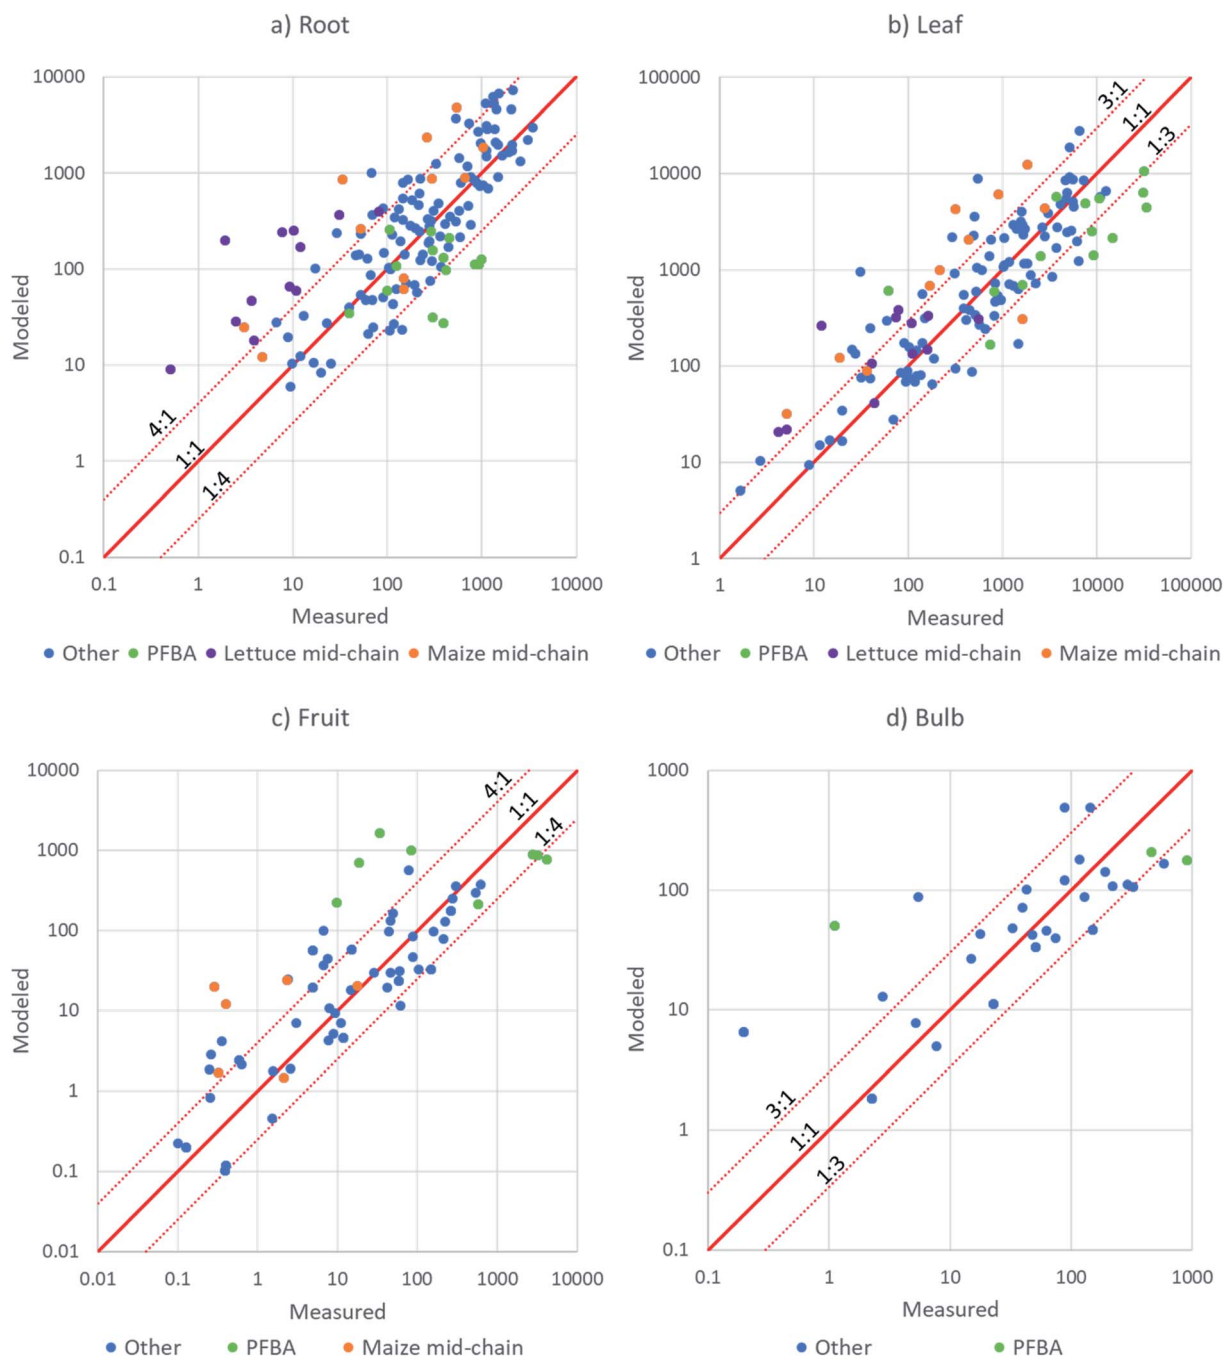 a) Root
10000
1000
100
10
1
0.1
Modeled
4:1
1:1
1:4
0.1 1 10 100 1000 10000
Measured
Other PFBA Lettuce mid-chain Maize mid-chain
b) Leaf
100000
10000
1000
100
10
1
Modeled
3:1
1:1
1:3
1 10 100 1000 10000 100000
Measured
Other PFBA Lettuce mid-chain Maize mid-chain
c) Fruit
10000
1000
100
10
1
0.1
0.01
Modeled
4:1
1:1
1:4
0.01 0.1 1 10 100 1000 10000
Measured
Other PFBA Maize mid-chain
d) Bulb
1000
100
10
1
0.1
Modeled
3:1
1:1
1:3
0.1 1 10 100 1000
Measured
Other PFBA